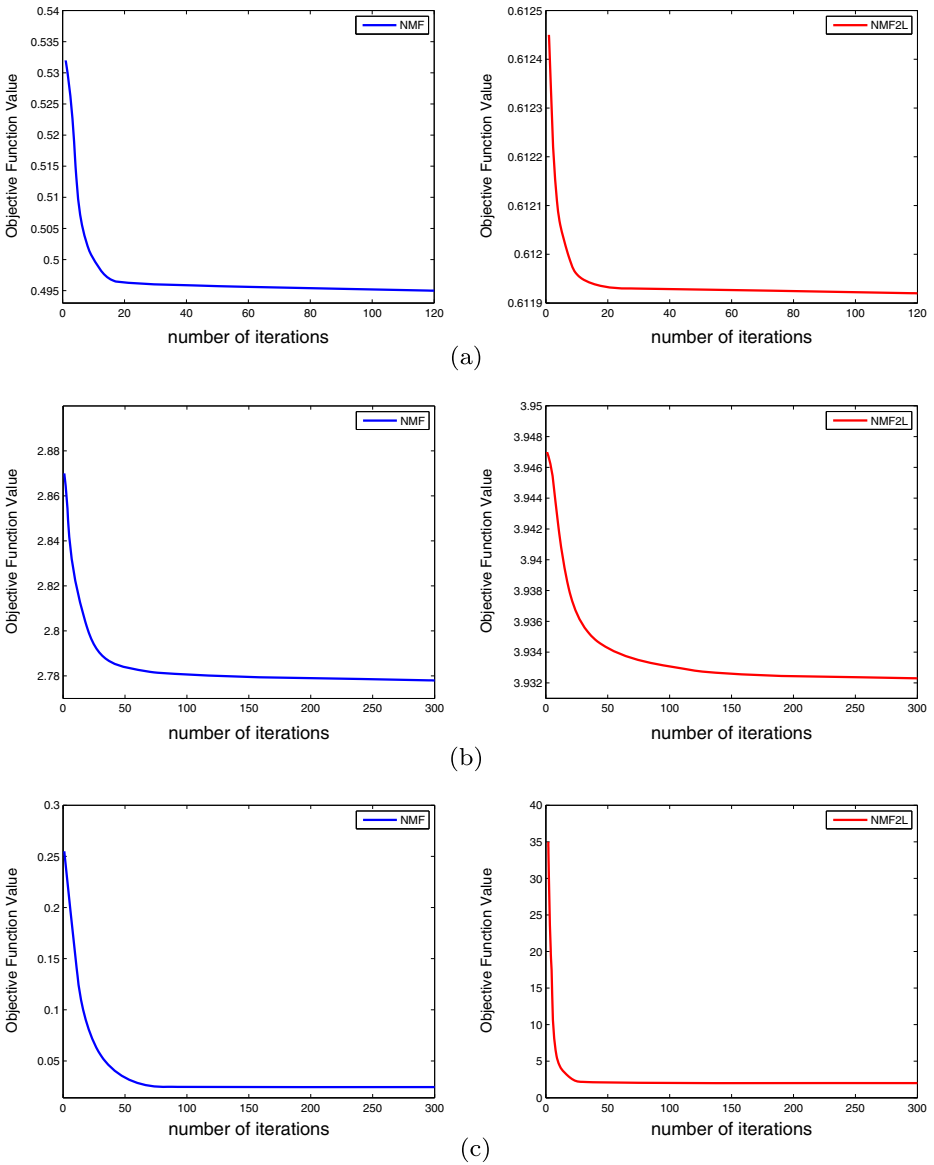 NMF
Objective Function Value
0.54
0.535
0.53
0.525
0.52
0.515
0.51
0.505
0.5
0.495
0 20 40 60 80 100 120
number of iterations
NMF2L
Objective Function Value
0.6125
0.6124
0.6123
0.6122
0.6121
0.612
0.6119
0 20 40 60 80 100 120
number of iterations
(a)
NMF
Objective Function Value
2.88
2.86
2.84
2.82
2.8
2.78
0 50 100 150 200 250 300
number of iterations
NMF2L
Objective Function Value
3.95
3.948
3.946
3.944
3.942
3.94
3.938
3.936
3.934
3.932
0 50 100 150 200 250 300
number of iterations
(b)
NMF
Objective Function Value
0.3
0.25
0.2
0.15
0.1
0.05
0 50 100 150 200 250 300
number of iterations
NMF2L
Objective Function Value
40
35
30
25
20
15
10
5
0
0 50 100 150 200 250 300
number of iterations
(c)